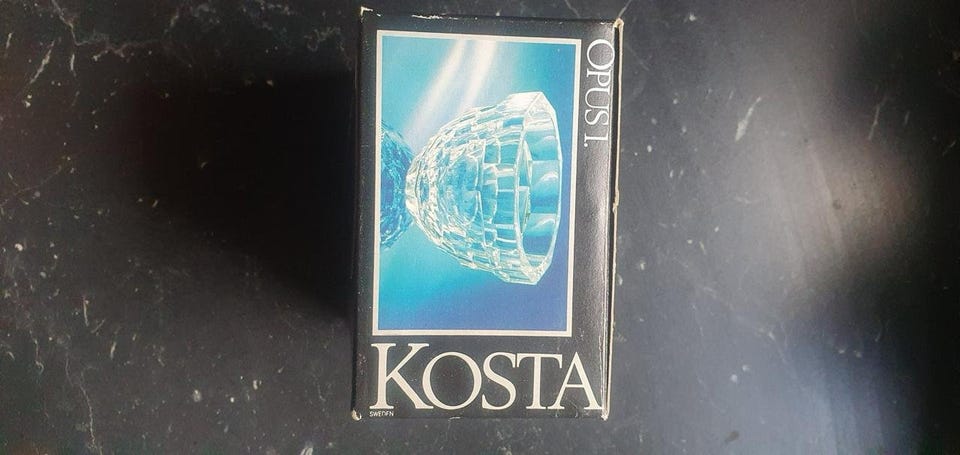 OPUS I.
KOSTA
SWEDEN